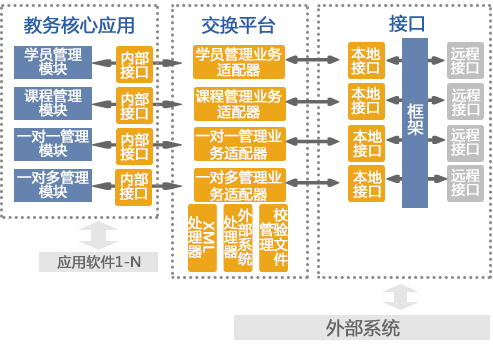 教务核心应用
学员管理
模块
内部
接口
课程管理
模块
内部
接口
一对一管理
模块
内部
接口
一对多管理
模块
内部
接口
应用软件1-N
交换平台
学员管理业务
适配器
课程管理业务
适配器
一对一管理业
务适配器
一对多管理业
务适配器
XML
处理器
外部系统
处理器
校验文件
管理
接口
本地
接口
本地
接口
本地
接口
本地
接口
框架
远程
接口
远程
接口
远程
接口
远程
接口
外部系统